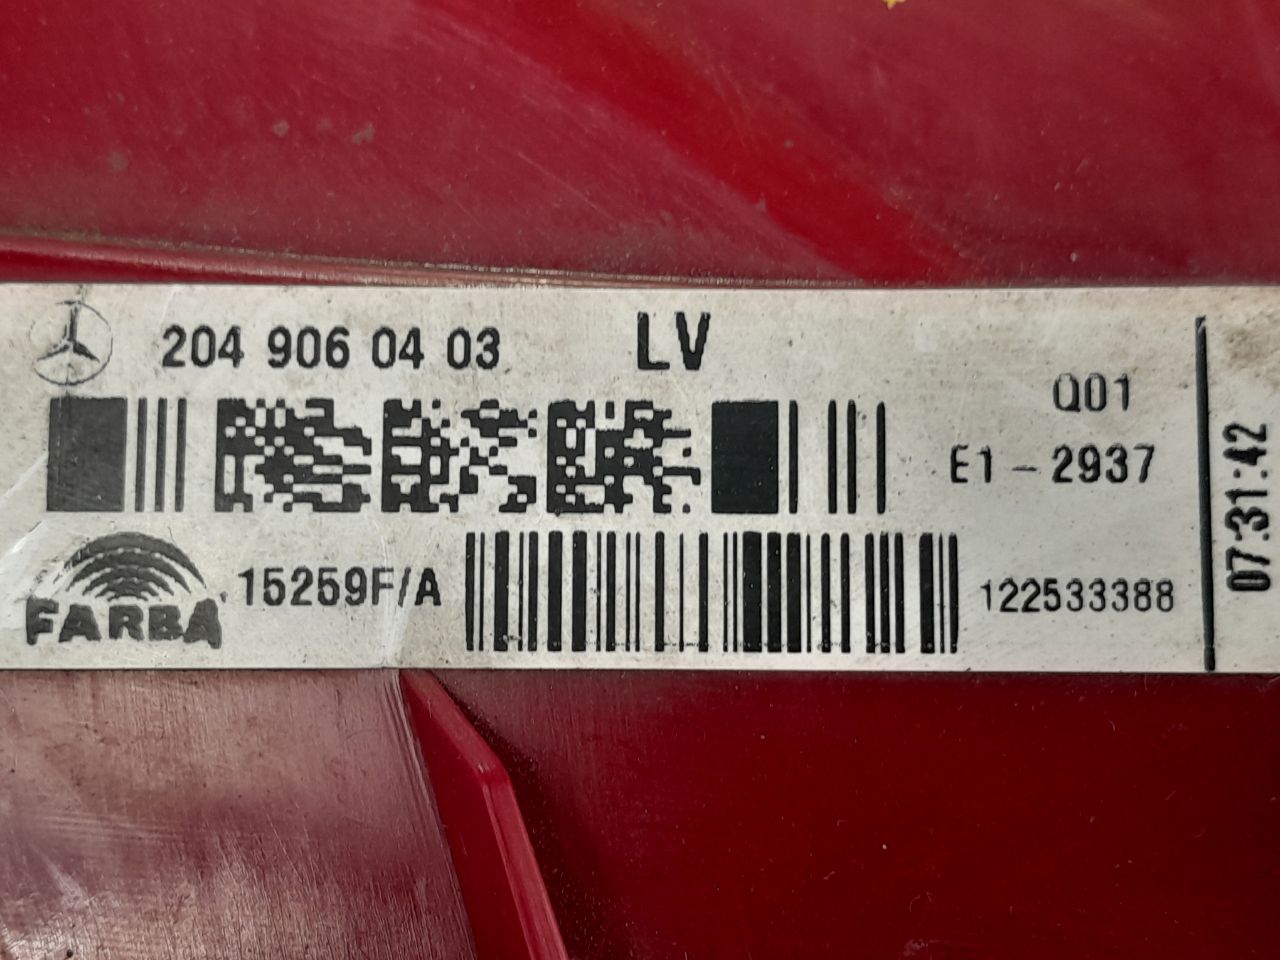 204 906 04 03 LV
Q01
E1-2937
FARBA 15259F/A 122533388
07:31:42